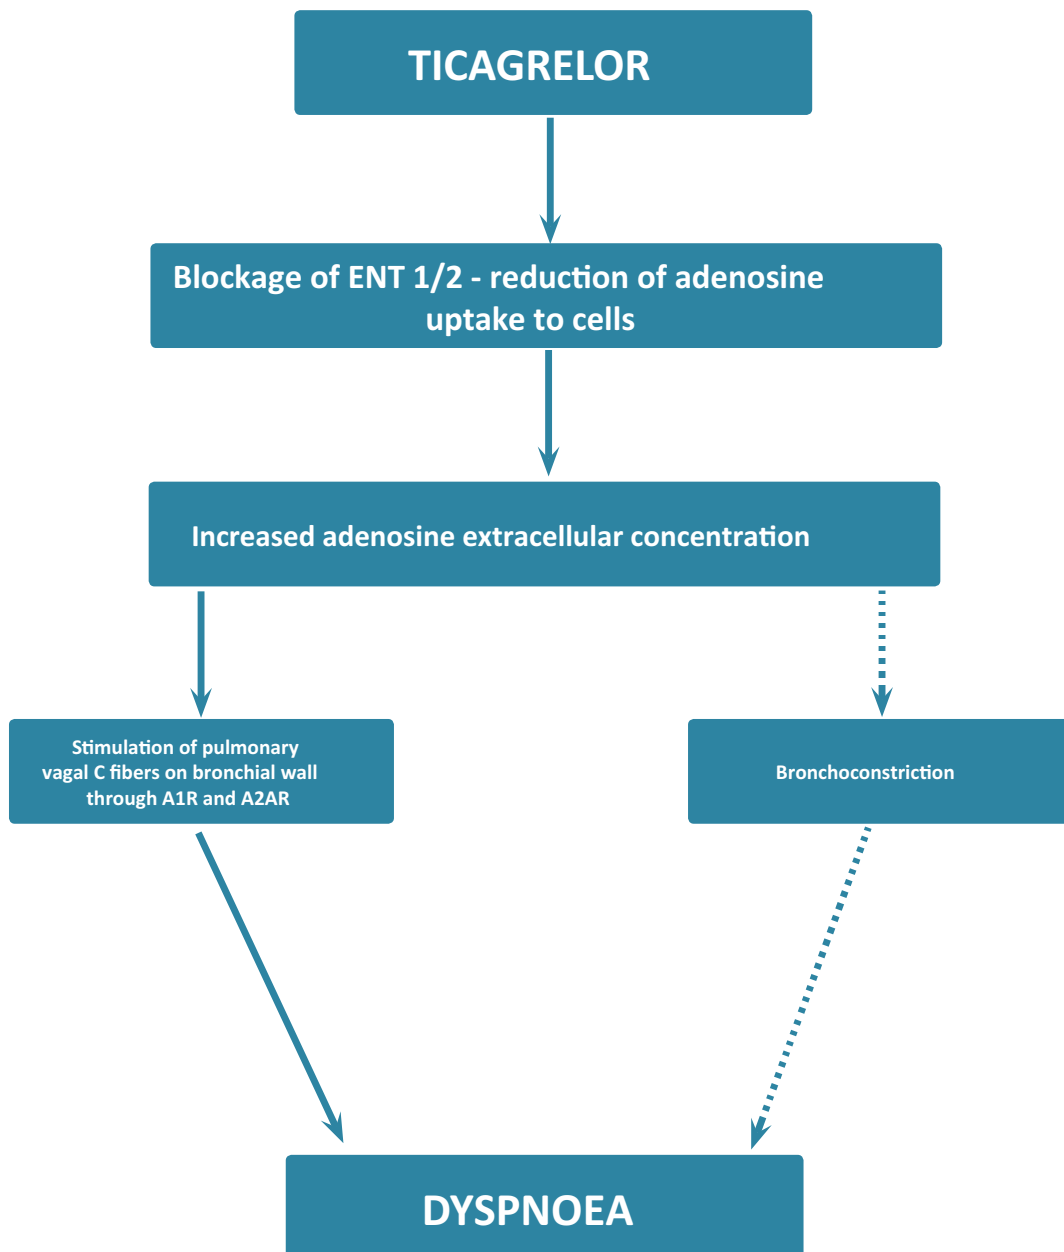 TICAGRELOR
Blockage of ENT 1/2 - reduction of adenosine
uptake to cells
Increased adenosine extracellular concentration
Stimulation of pulmonary
vagal C fibers on bronchial wall
through A1R and A2AR
Bronchoconstriction
DYSPNOEA